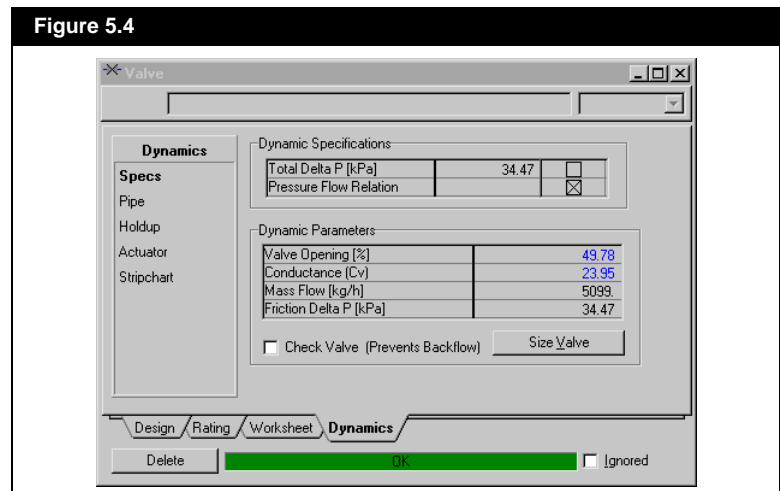 Figure 5.4
Valve
Dynamics
Specs
Pipe
Holdup
Actuator
Stripchart
Dynamic Specifications
Total Delta P [kPa] 34.47
Pressure Flow Relation
Dynamic Parameters
Valve Opening [%] 49.78
Conductance (Cv) 23.95
Mass Flow [kg/h] 5099.
Friction Delta P [kPa] 34.47
Check Valve (Prevents Backflow) Size Valve
Design Rating Worksheet Dynamics
Delete OK Ignored